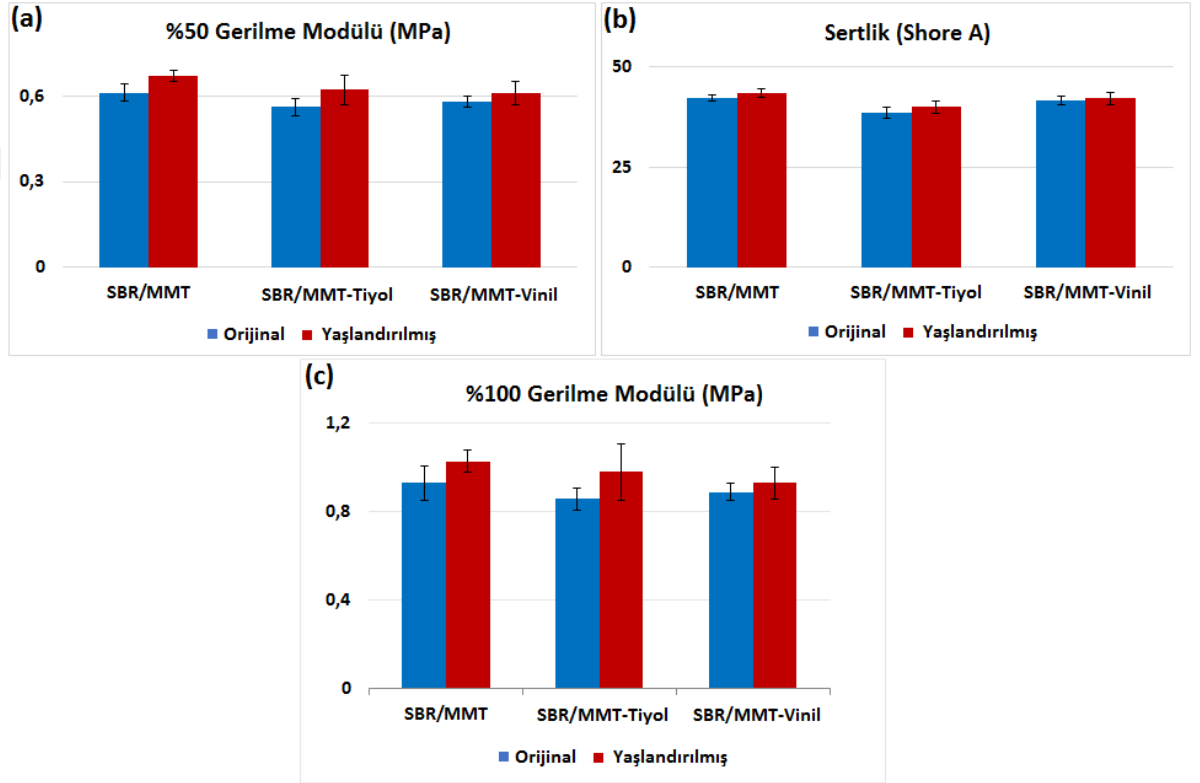 (a)
%50 Gerilme Modülü (MPa)
0,6
0,3
0
SBR/MMT
SBR/MMT-Tiyol
SBR/MMT-Vinil
Orijinal
Yaşlandırılmış
(b)
Sertlik (Shore A)
50
25
0
SBR/MMT
SBR/MMT-Tiyol
SBR/MMT-Vinil
Orijinal
Yaşlandırılmış
(c)
%100 Gerilme Modülü (MPa)
1,2
0,8
0,4
0
SBR/MMT
SBR/MMT-Tiyol
SBR/MMT-Vinil
Orijinal
Yaşlandırılmış